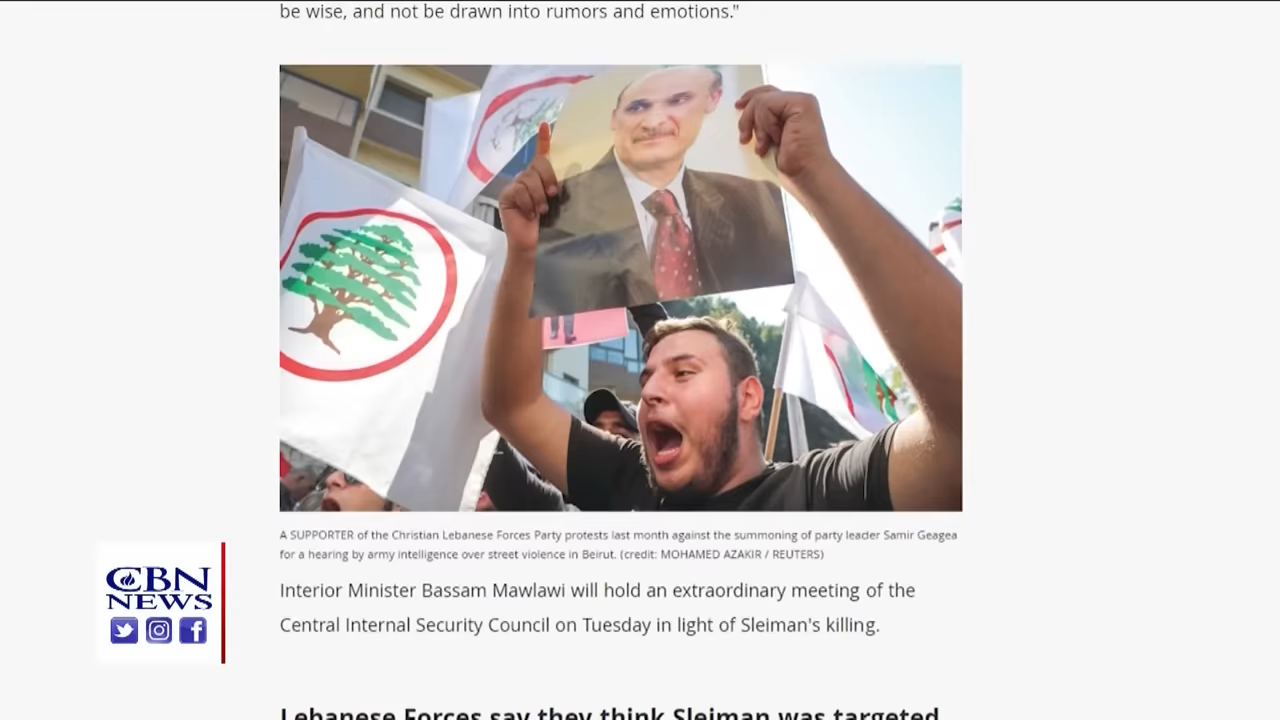 be wise, and not be drawn into rumors and emotions."
A SUPPORTER of the Christian Lebanese Forces Party protests last month against the summoning of party leader Samir Geagea
for a hearing by army intelligence over street violence in Beirut. (credit: MOHAMED AZAKIR / REUTERS)
CBN
NEWS
Interior Minister Bassam Mawlawi will hold an extraordinary meeting of the
Central Internal Security Council on Tuesday in light of Sleiman's killing.
Lebanese Forces say they think Sleiman was targeted